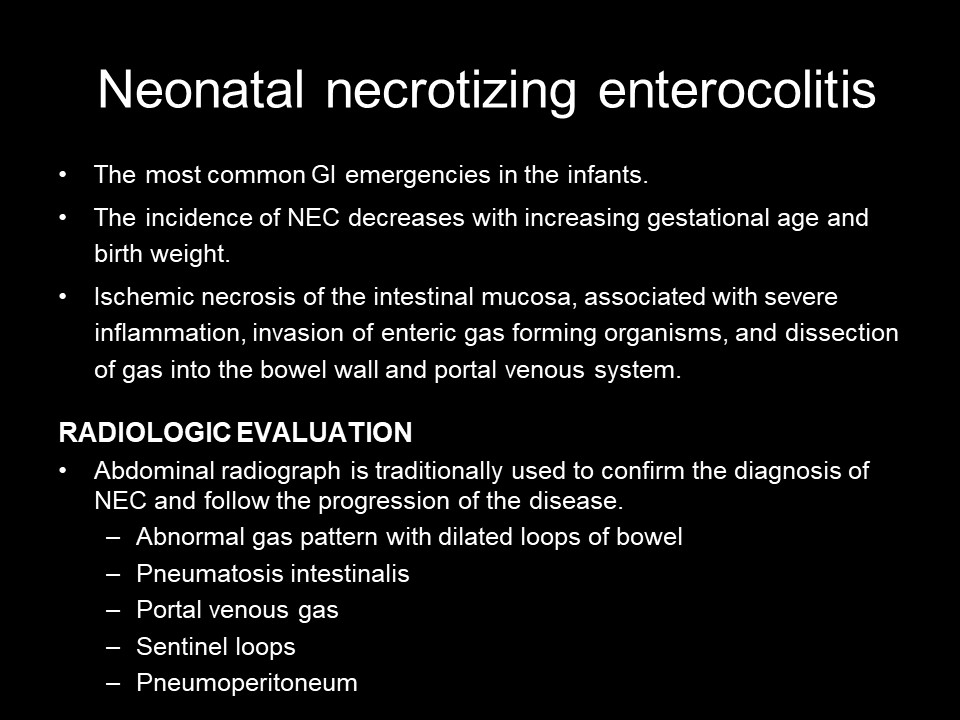 Neonatal necrotizing enterocolitis
• The most common GI emergencies in the infants.
• The incidence of NEC decreases with increasing gestational age and
birth weight.
• Ischemic necrosis of the intestinal mucosa, associated with severe
inflammation, invasion of enteric gas forming organisms, and dissection
of gas into the bowel wall and portal venous system.
RADIOLOGIC EVALUATION
• Abdominal radiograph is traditionally used to confirm the diagnosis of
NEC and follow the progression of the disease.
– Abnormal gas pattern with dilated loops of bowel
– Pneumatosis intestinalis
– Portal venous gas
– Sentinel loops
– Pneumoperitoneum